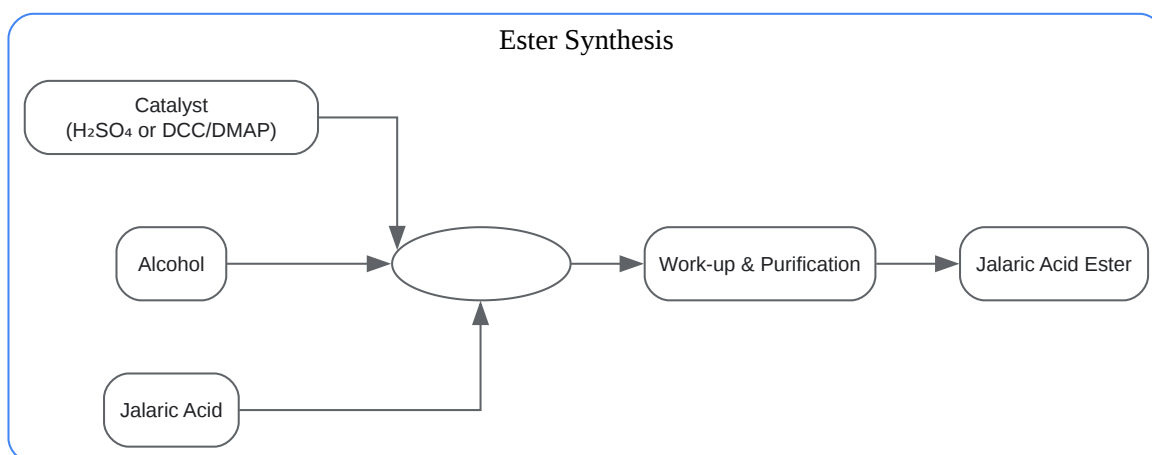 Ester Synthesis
Catalyst
(H₂SO₄ or DCC/DMAP)
Alcohol
Work-up & Purification
Jalaric Acid Ester
Jalaric Acid